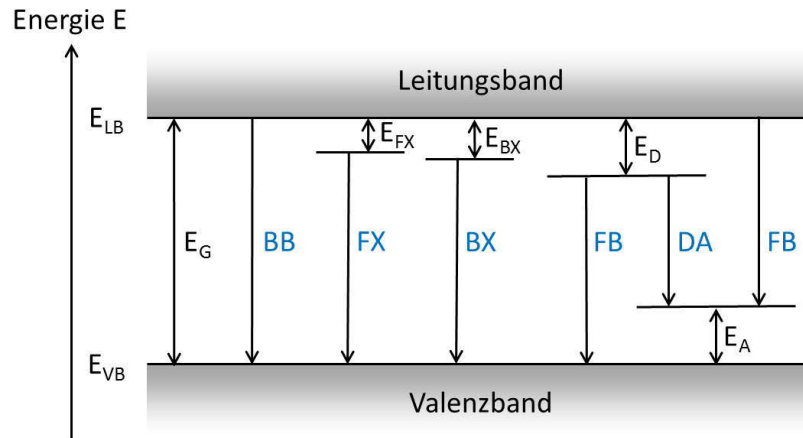 Energie E
Leitungsband
E_LB
E_FX
E_BX
E_D
E_G
BB
FX
BX
FB
DA
FB
E_A
E_VB
Valenzband